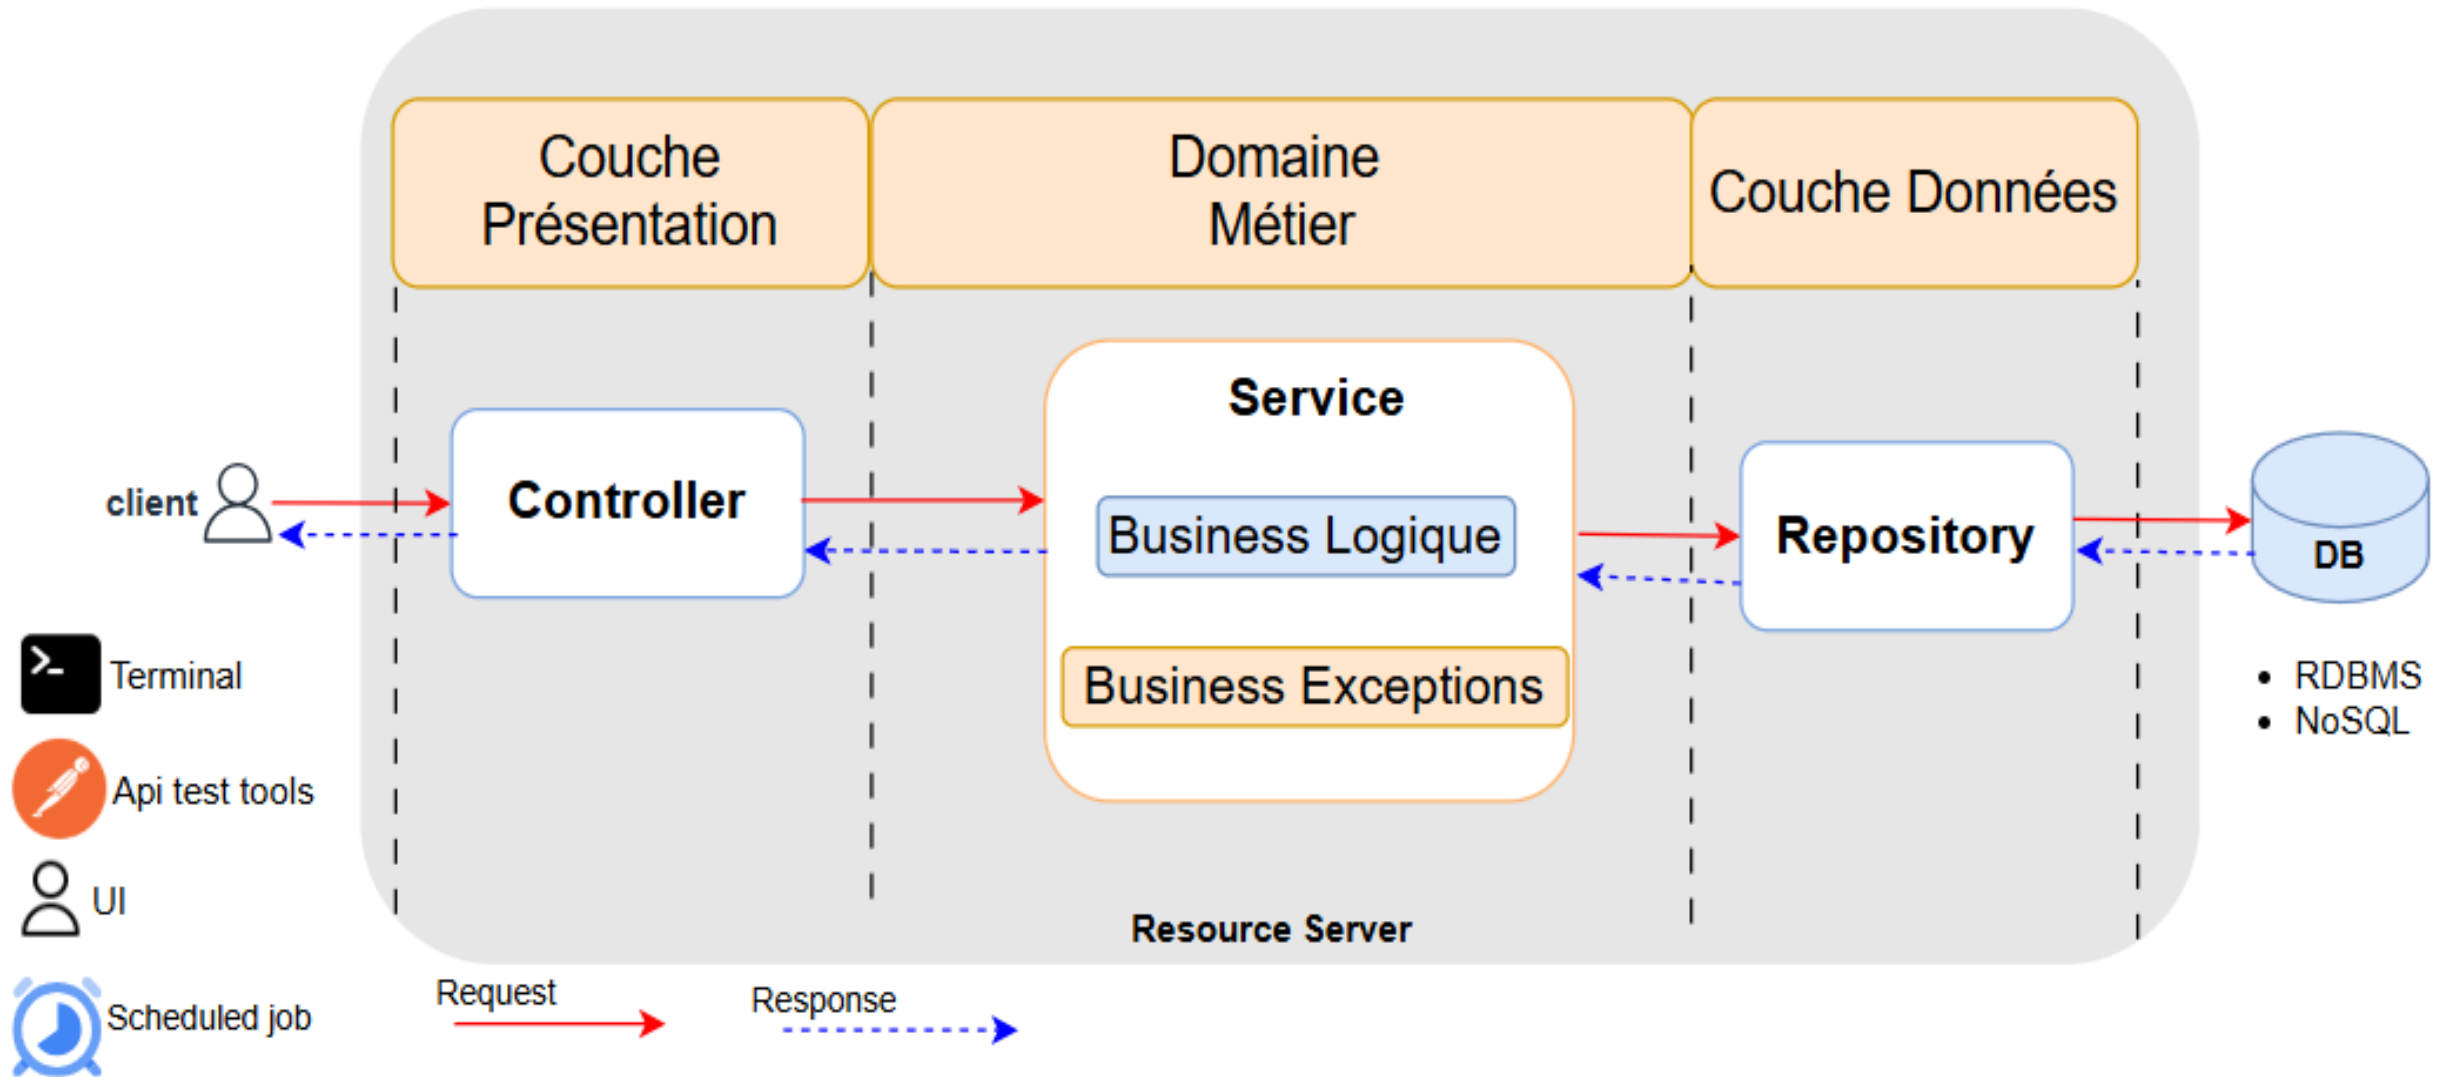 Couche
Présentation
Domaine
Métier
Couche Données
Service
client
Controller
Business Logique
Repository
DB
Business Exceptions
Terminal
RDBMS
NoSQL
Api test tools
UI
Resource Server
Scheduled job
Request
Response